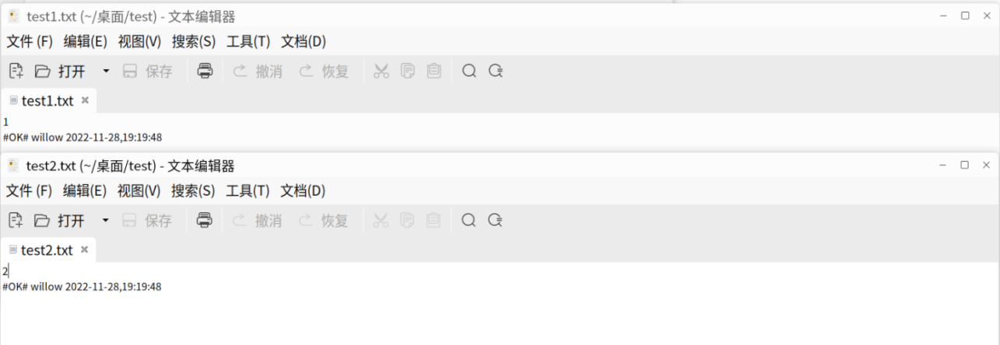 test1.txt (~/桌面/test) - 文本编辑器
文件 (F) 编辑(E) 视图(V) 搜索(S) 工具(T) 文档(D)
打开 保存 撤消 恢复
test1.txt
1
#OK# willow 2022-11-28,19:19:48
test2.txt (~/桌面/test) - 文本编辑器
文件 (F) 编辑(E) 视图(V) 搜索(S) 工具(T) 文档(D)
打开 保存 撤消 恢复
test2.txt
2
#OK# willow 2022-11-28,19:19:48